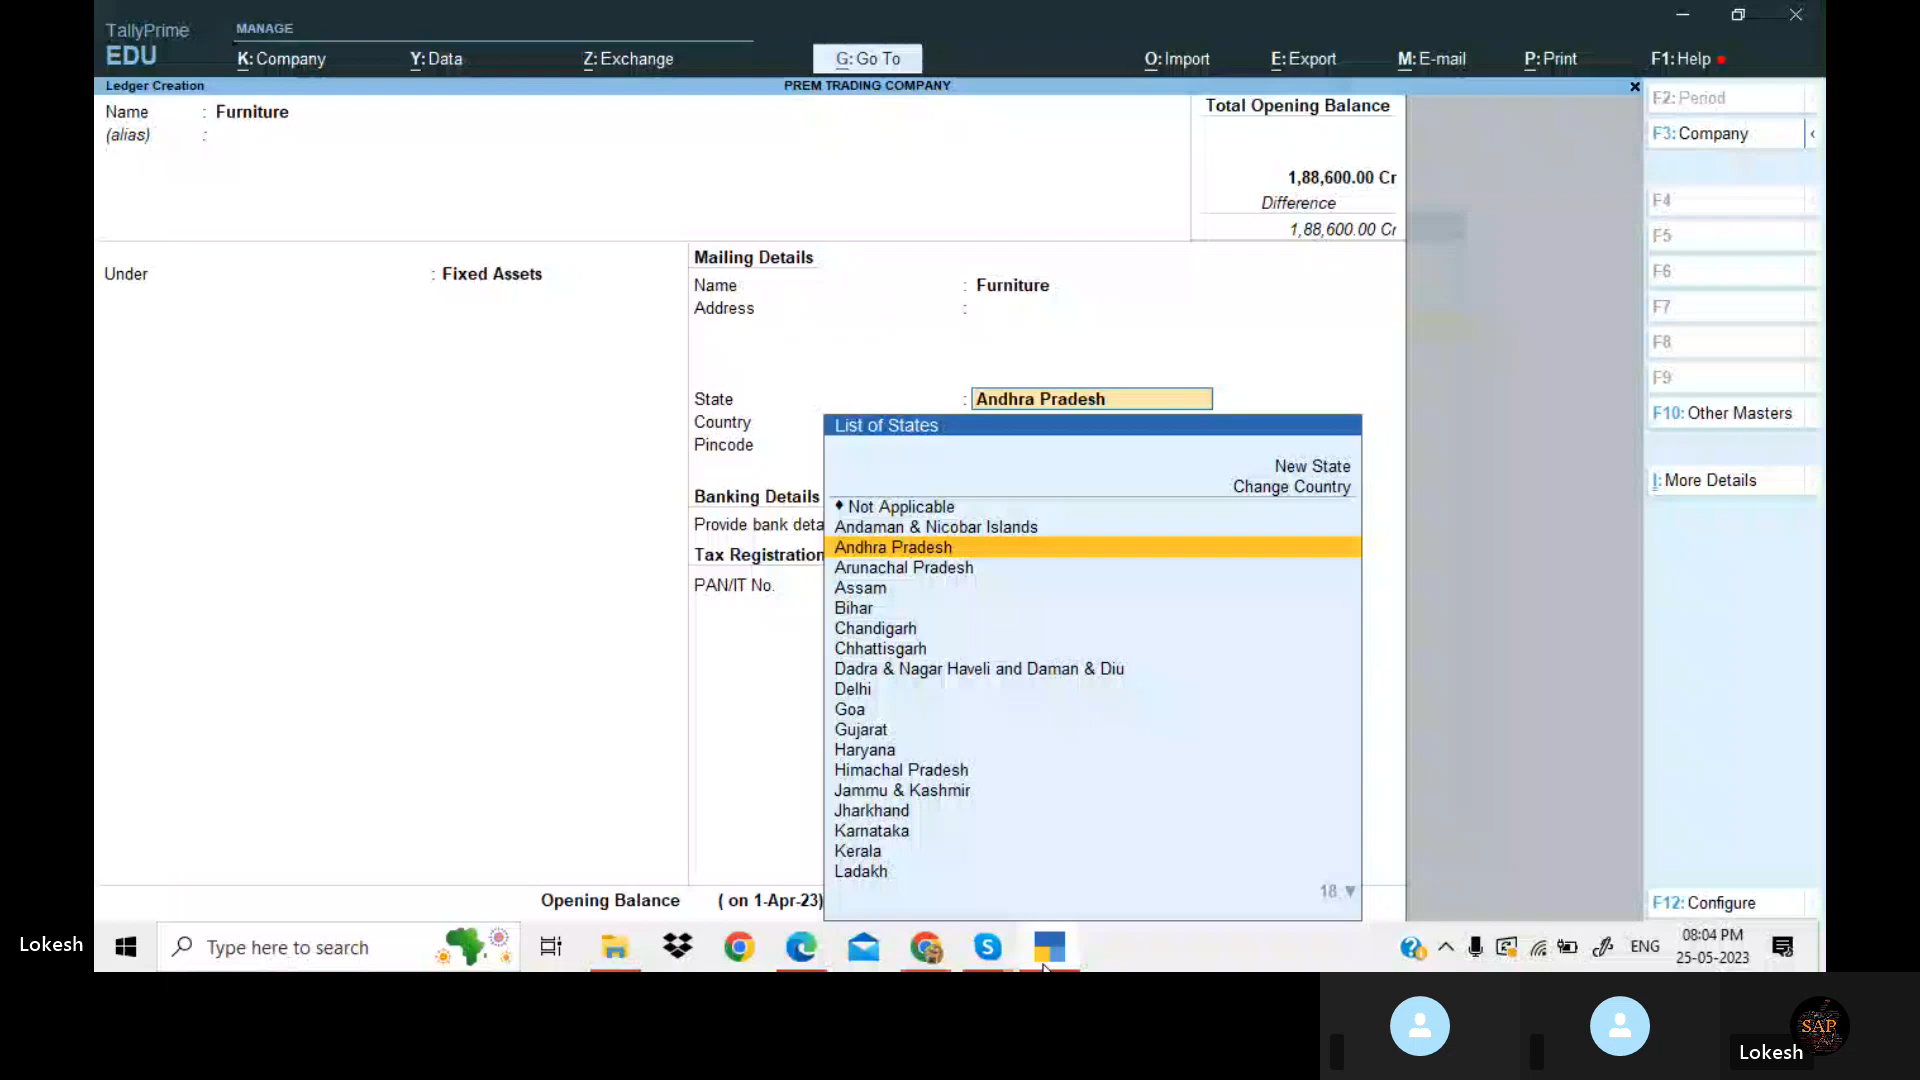 TallyPrime
EDU
MANAGE
K: Company
Y: Data
Z: Exchange
G: Go To
O: Import
E: Export
M: E-mail
P: Print
F1: Help
Ledger Creation
PREM TRADING COMPANY
Name : Furniture
(alias) :
Total Opening Balance
1,88,600.00 Cr
Difference
1,88,600.00 Cr
Under : Fixed Assets
Mailing Details
Name : Furniture
Address :
State : Andhra Pradesh
Country
Pincode
Banking Details
Provide bank deta
Tax Registration
PAN/IT No.
List of States
New State
Change Country
♦ Not Applicable
Andaman & Nicobar Islands
Andhra Pradesh
Arunachal Pradesh
Assam
Bihar
Chandigarh
Chhattisgarh
Dadra & Nagar Haveli and Daman & Diu
Delhi
Goa
Gujarat
Haryana
Himachal Pradesh
Jammu & Kashmir
Jharkhand
Karnataka
Kerala
Ladakh
18 ▼
Opening Balance ( on 1-Apr-23)
F2: Period
F3: Company
F4
F5
F6
F7
F8
F9
F10: Other Masters
I: More Details
F12: Configure
Lokesh
Type here to search
ENG
08:04 PM
25-05-2023
SAP
Lokesh